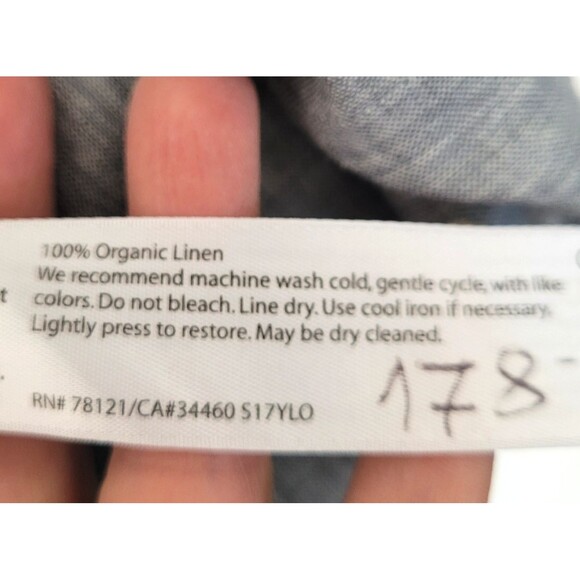 100% Organic Linen
We recommend machine wash cold, gentle cycle, with like
colors. Do not bleach. Line dry. Use cool iron if necessary.
Lightly press to restore. May be dry cleaned.
RN# 78121/CA#34460 S17YLO
178-